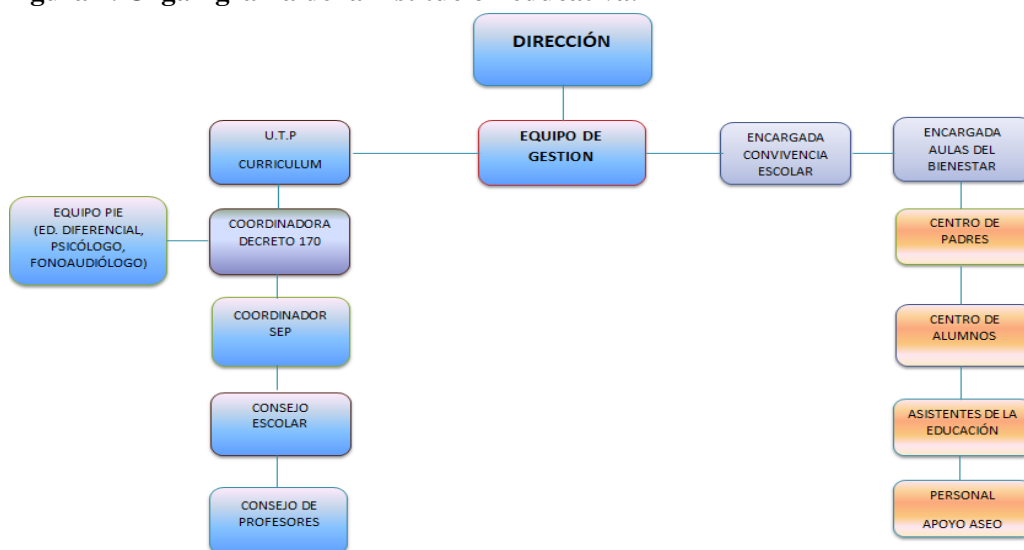 DIRECCIÓN
U.T.P
CURRICULUM
EQUIPO DE
GESTION
ENCARGADA
CONVIVENCIA
ESCOLAR
ENCARGADA
AULAS DEL
BIENESTAR
EQUIPO PIE
(ED. DIFERENCIAL,
PSICÓLOGO,
FONOAUDIÓLOGO)
COORDINADORA
DECRETO 170
CENTRO DE
PADRES
COORDINADOR
SEP
CENTRO DE
ALUMNOS
CONSEJO
ESCOLAR
ASISTENTES DE LA
EDUCACIÓN
CONSEJO DE
PROFESORES
PERSONAL
APOYO ASEO